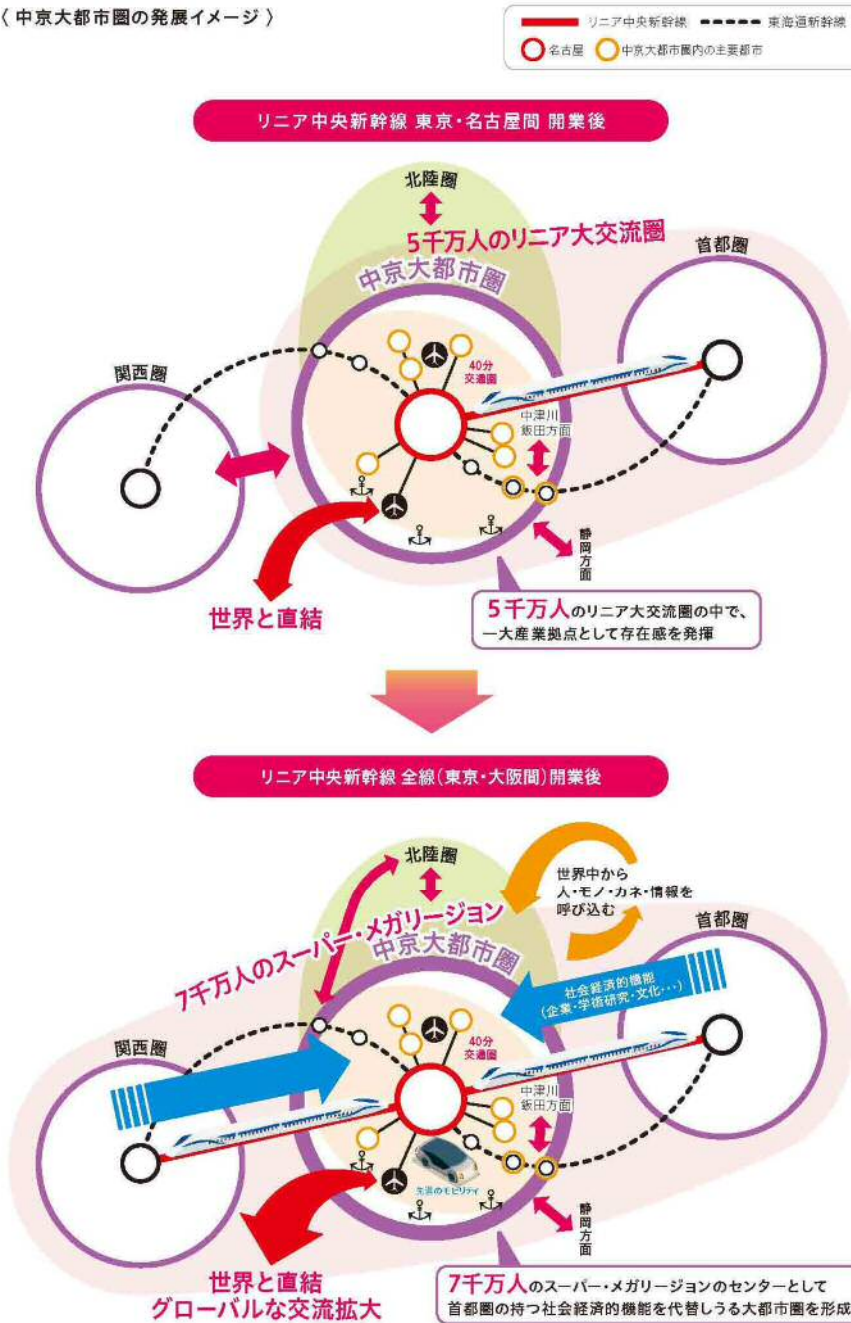 〈 中京大都市圏の発展イメージ 〉
リニア中央新幹線
東海道新幹線
名古屋
中京大都市圏内の主要都市
リニア中央新幹線 東京・名古屋間 開業後
北陸圏
5千万人のリニア大交流圏
首都圏
中京大都市圏
関西圏
40分
交通圏
中津川
飯田方面
静岡方面
世界と直結
5千万人のリニア大交流圏の中で、
一大産業拠点として存在感を発揮
リニア中央新幹線 全線(東京・大阪間)開業後
北陸圏
世界中から
人・モノ・カネ・情報を
呼び込む
首都圏
7千万人のスーパー・メガリージョン
中京大都市圏
社会経済的機能
(企業・学術研究・文化・・・)
関西圏
40分
交通圏
中津川
飯田方面
先進のモビリティ
静岡方面
世界と直結
グローバルな交流拡大
7千万人のスーパー・メガリージョンのセンターとして
首都圏の持つ社会経済的機能を代替しうる大都市圏を形成